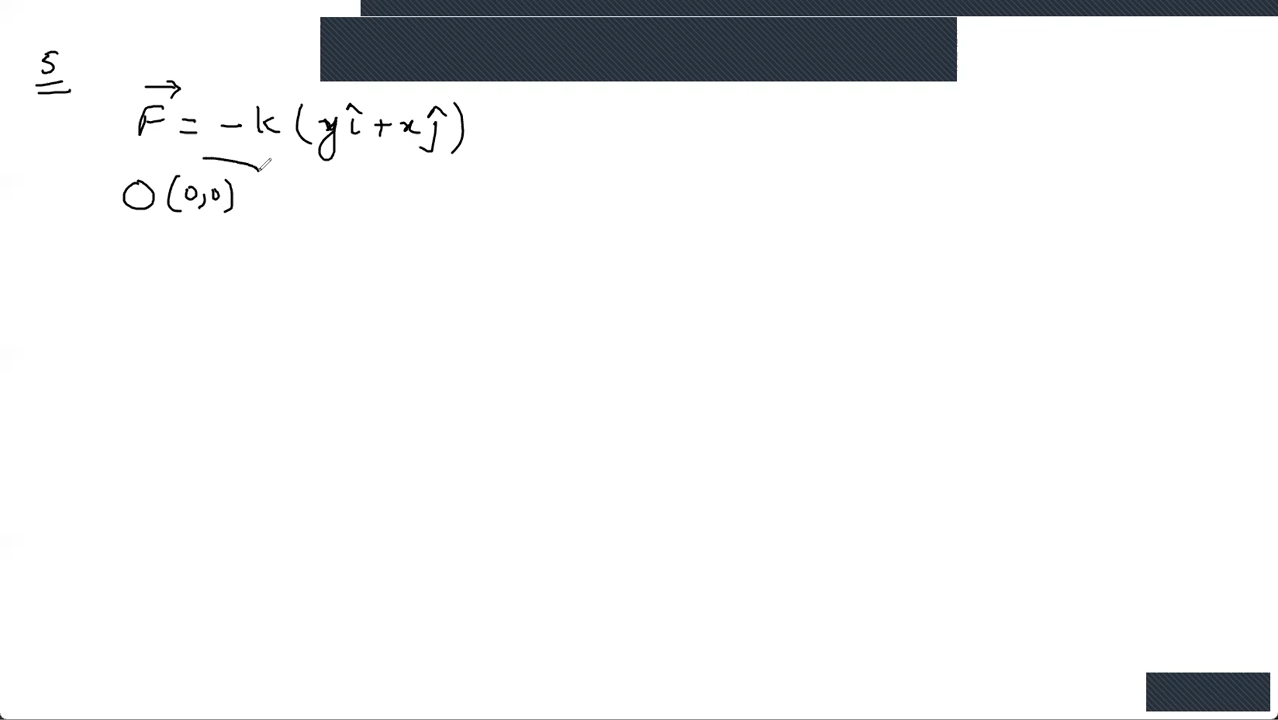 5
F⃗ = -k (yî + xĵ)
O (0,0)